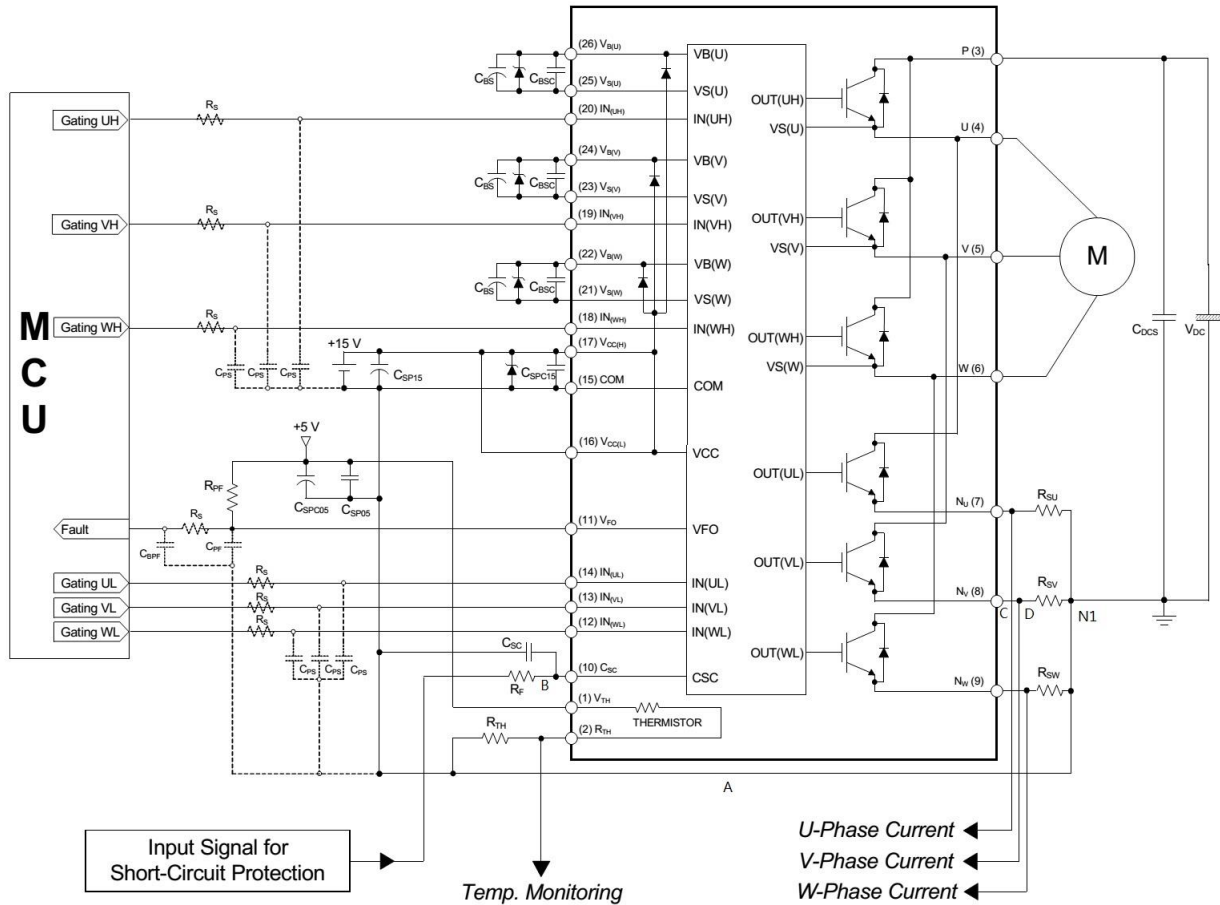 MCU
Gating UH
Gating VH
Gating WH
Fault
Gating UL
Gating VL
Gating WL
RS
RS
RS
CPS
CPS
CPS
+15 V
CSP15
CSPC15
+5 V
RPF
CSPC05
CSP05
RS
CBPF
CPF
RS
RS
RS
CPS
CPS
CPS
CBS
CBSC
CBS
CBSC
CBS
CBSC
CSC
RF
B
RTH
(26) VB(U)
(25) VS(U)
(20) IN(UH)
(24) VB(V)
(23) VS(V)
(19) IN(VH)
(22) VB(W)
(21) VS(W)
(18) IN(WH)
(17) VCC(H)
(15) COM
(16) VCC(L)
(11) VFO
(14) IN(UL)
(13) IN(VL)
(12) IN(WL)
(10) CSC
(1) VTH
(2) RTH
THERMISTOR
VB(U)
VS(U)
IN(UH)
VB(V)
VS(V)
IN(VH)
VB(W)
VS(W)
IN(WH)
COM
VCC
VFO
IN(UL)
IN(VL)
IN(WL)
CSC
OUT(UH)
VS(U)
OUT(VH)
VS(V)
OUT(WH)
VS(W)
OUT(UL)
OUT(VL)
OUT(WL)
P (3)
U (4)
V (5)
W (6)
NU (7)
NV (8)
NW (9)
M
CDCS
VDC
RSU
RSV
RSW
C
D
N1
A
Input Signal for
Short-Circuit Protection
Temp. Monitoring
U-Phase Current
V-Phase Current
W-Phase Current